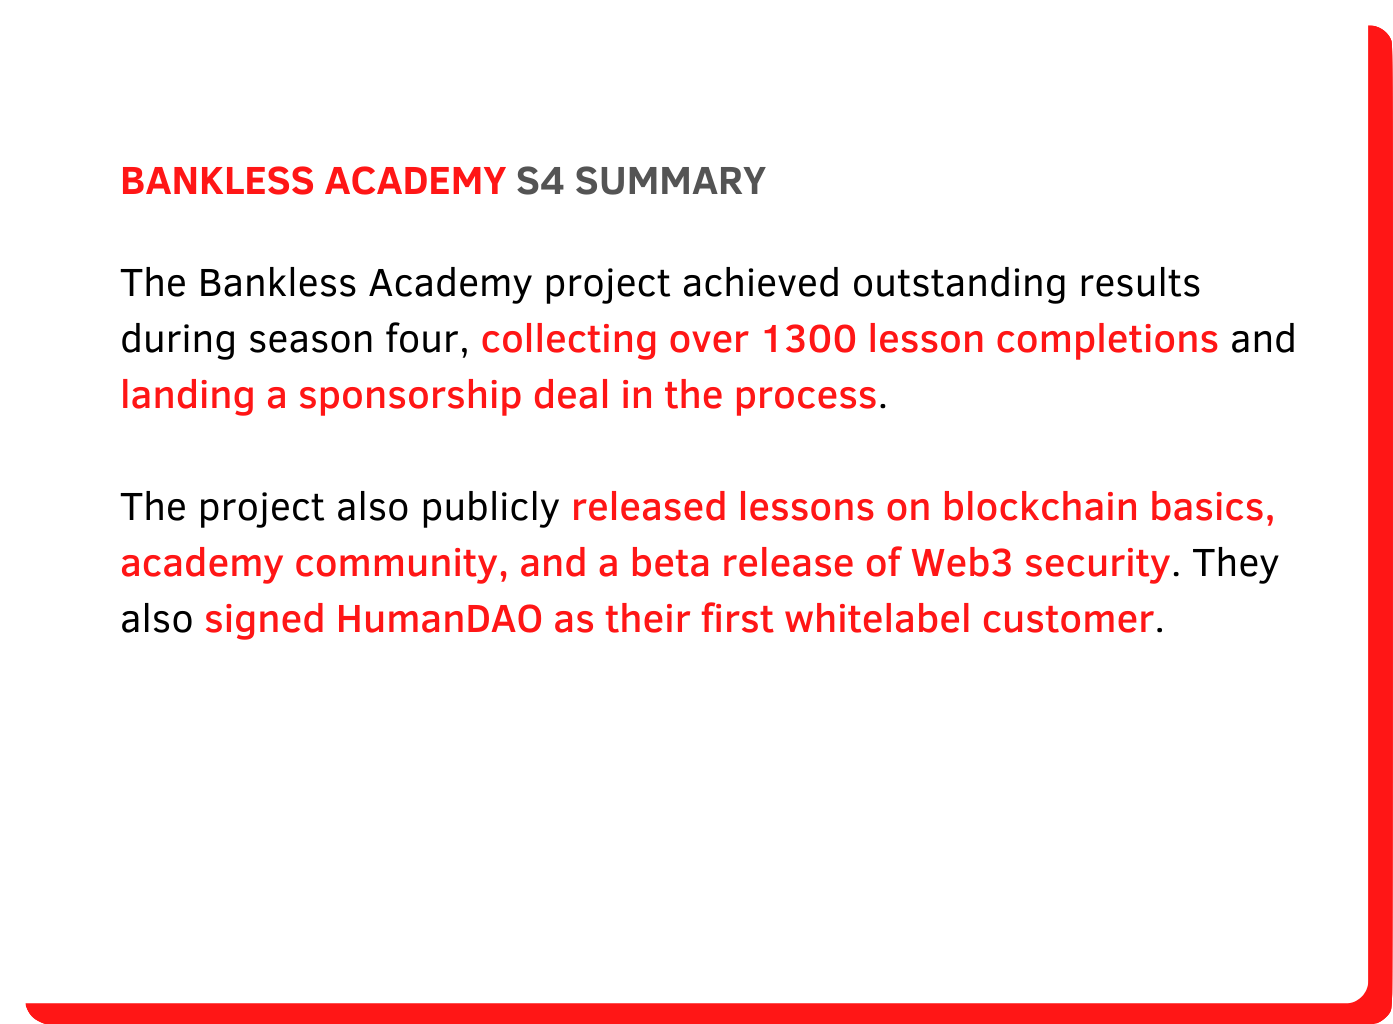 BANKLESS ACADEMY S4 SUMMARY
The Bankless Academy project achieved outstanding results
during season four, collecting over 1300 lesson completions and
landing a sponsorship deal in the process.
The project also publicly released lessons on blockchain basics,
academy community, and a beta release of Web3 security. They
also signed HumanDAO as their first whitelabel customer.